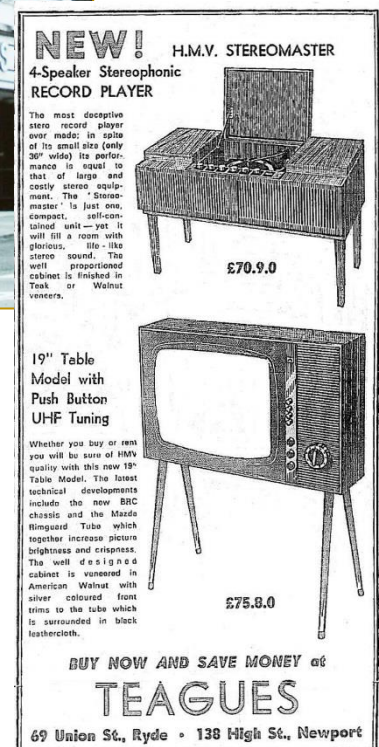 NEW!
H.M.V. STEREOMASTER
4-Speaker Stereophonic
RECORD PLAYER
The most deceptive
stero record player
ever made; in spite
of its small size (only
36" wide) its perfor-
mance is equal to
that of large and
costly stereo equip-
ment. The 'Stereo-
master' is just one,
compact, self-con-
tained unit — yet it
will fill a room with
glorious, life-like
stereo sound. The
well proportioned
cabinet is finished in
Teak or Walnut
veneers.
£70.9.0
19" Table
Model with
Push Button
UHF Tuning
Whether you buy or rent
you will be sure of HMV
quality with this new 19"
Table Model. The latest
technical developments
include the new BRC
chassis and the Mazda
Rimguard Tube which
together increase picture
brightness and crispness.
The well designed
cabinet is veneered in
American Walnut with
silver coloured front
trims to the tube which
is surrounded in black
leathercloth.
£75.8.0
BUY NOW AND SAVE MONEY at
TEAGUES
69 Union St., Ryde • 138 High St., Newport